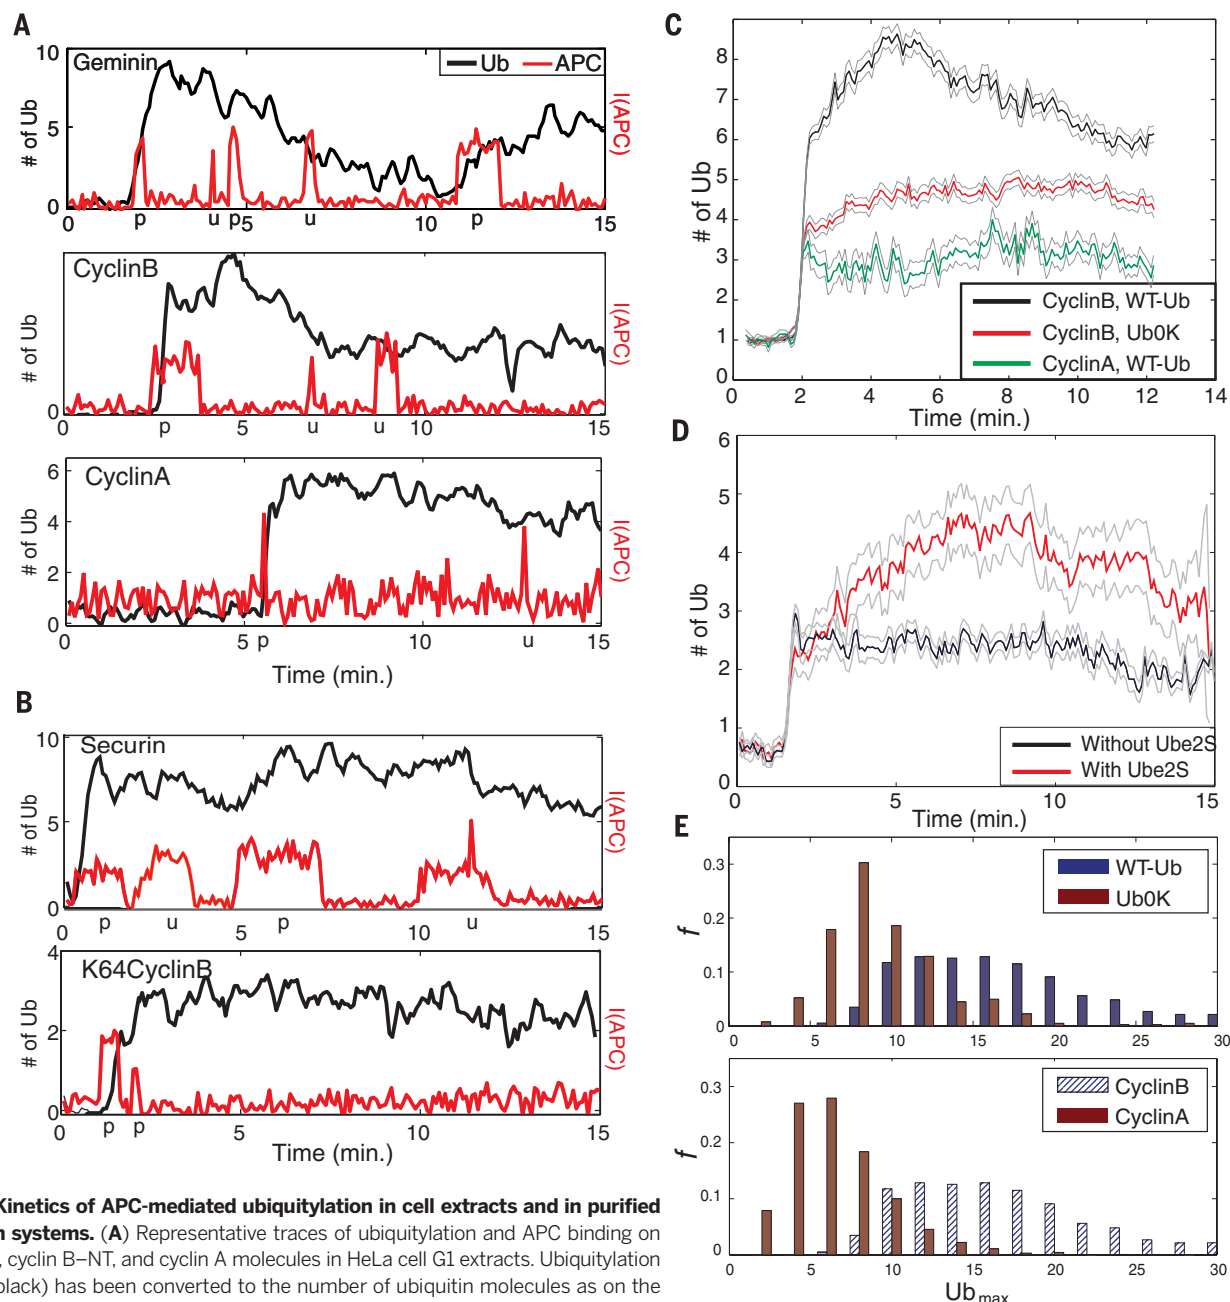 A
Geminin
Ub
APC
10
5
0
# of Ub
I(APC)
0
p
u
p
5
u
10
p
15
CyclinB
# of Ub
I(APC)
0
0
p
5
u
u
10
15
CyclinA
6
4
2
0
# of Ub
I(APC)
0
5
p
10
u
15
Time (min.)
B
Securin
10
5
0
# of Ub
I(APC)
0
p
u
5
p
10
u
15
K64CyclinB
4
2
0
# of Ub
I(APC)
0
p
p
5
10
15
Time (min.)
Kinetics of APC-mediated ubiquitylation in cell extracts and in purified
systems. (A) Representative traces of ubiquitylation and APC binding on
, cyclin B–NT, and cyclin A molecules in HeLa cell G1 extracts. Ubiquitylation
black) has been converted to the number of ubiquitin molecules as on the
C
8
7
6
5
4
3
2
1
0
# of Ub
CyclinB, WT-Ub
CyclinB, Ub0K
CyclinA, WT-Ub
0
2
4
6
8
10
12
14
Time (min.)
D
6
5
4
3
2
1
0
# of Ub
Without Ube2S
With Ube2S
0
5
10
15
Time (min.)
E
0.3
0.2
0.1
0
f
WT-Ub
Ub0K
0
5
10
15
20
25
30
0.3
0.2
0.1
0
f
CyclinB
CyclinA
0
5
10
15
20
25
30
Ubmax